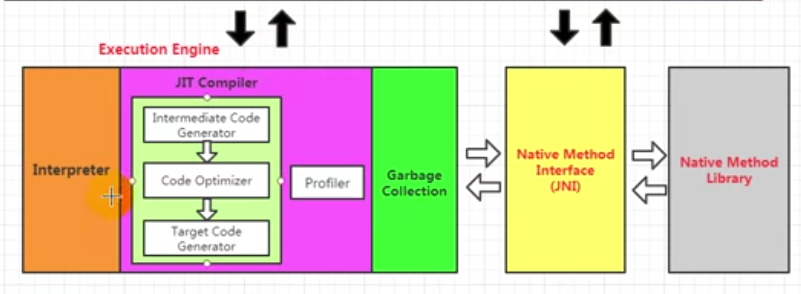 Execution Engine
JIT Compiler
Intermediate Code
Generator
Interpreter
Code Optimizer
Profiler
Target Code
Generator
Garbage
Collection
Native Method
Interface
(JNI)
Native Method
Library